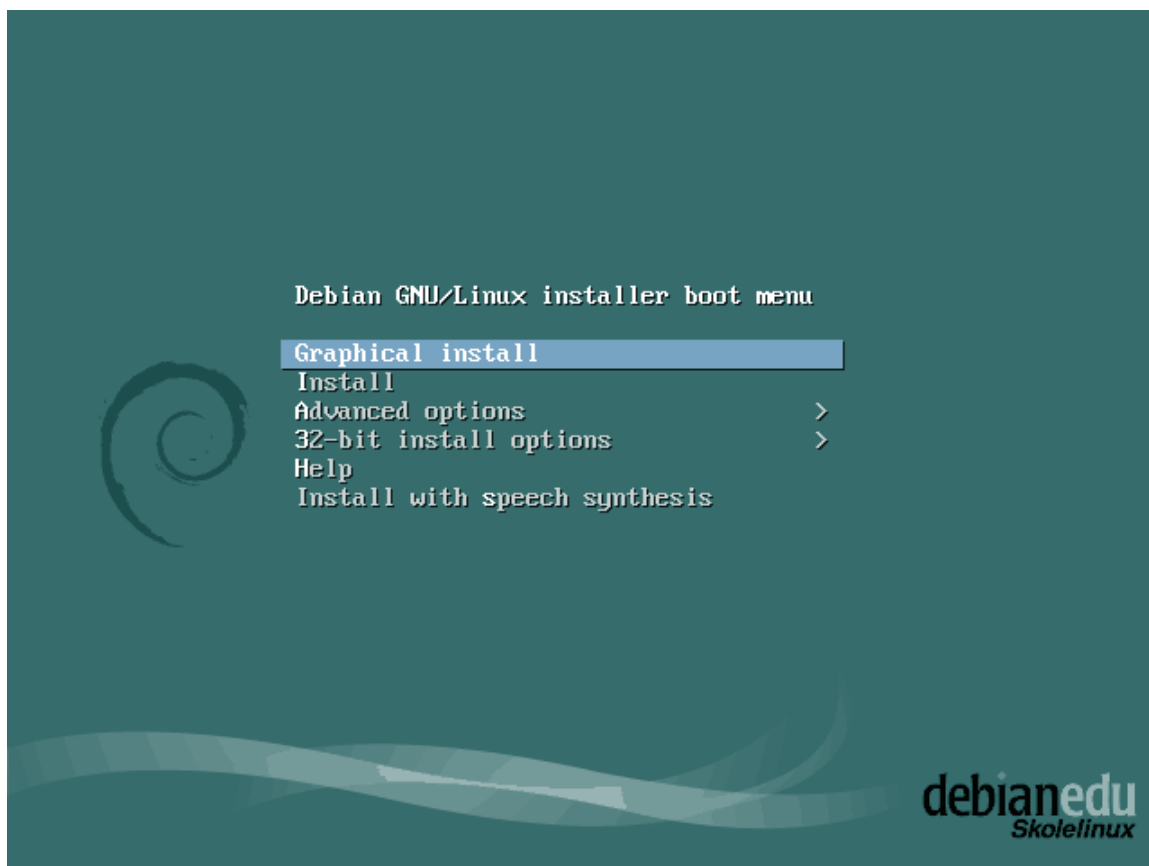 Debian GNU/Linux installer boot menu
Graphical install
Install
Advanced options >
32-bit install options >
Help
Install with speech synthesis
debianedu
Skolelinux